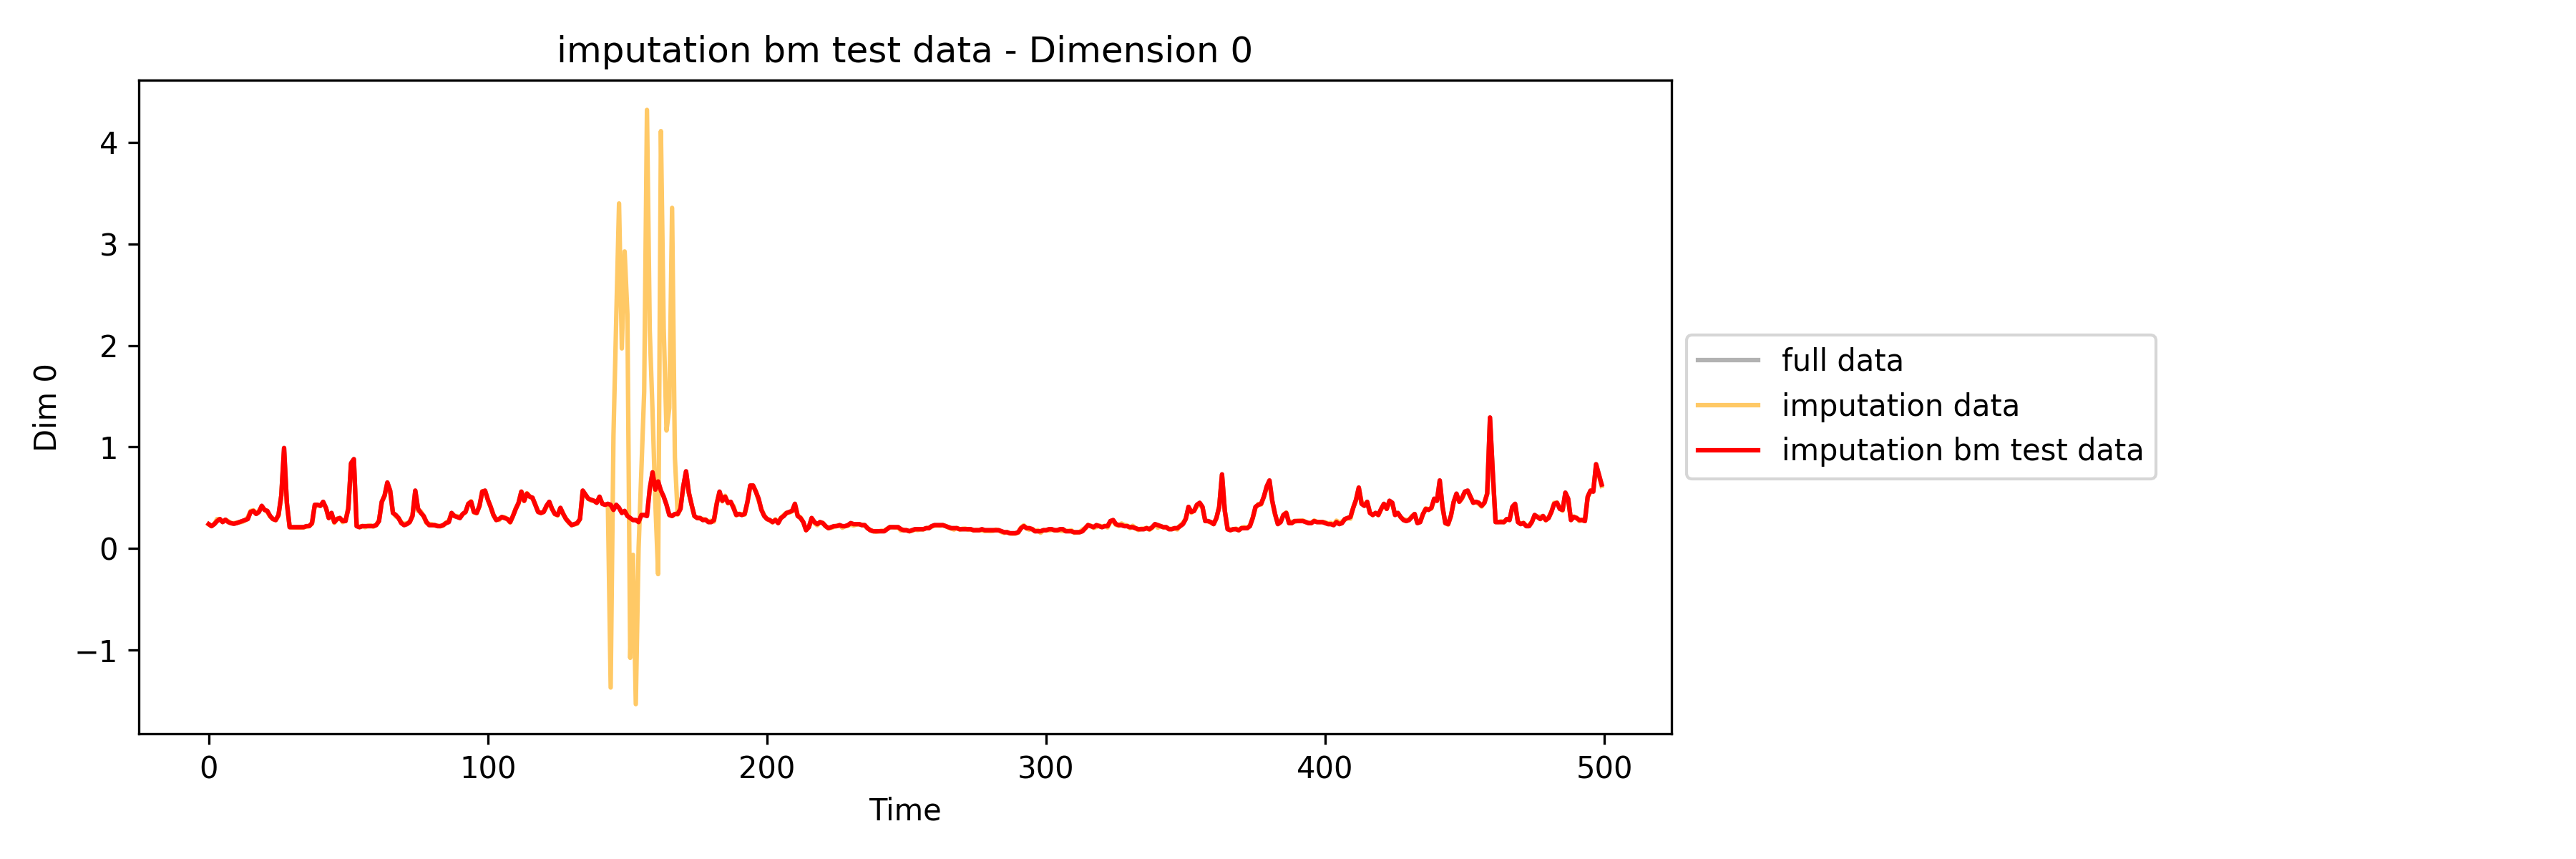 imputation bm test data - Dimension 0
4
3
2
1
0
−1
Dim 0
0 100 200 300 400 500
Time
full data
imputation data
imputation bm test data